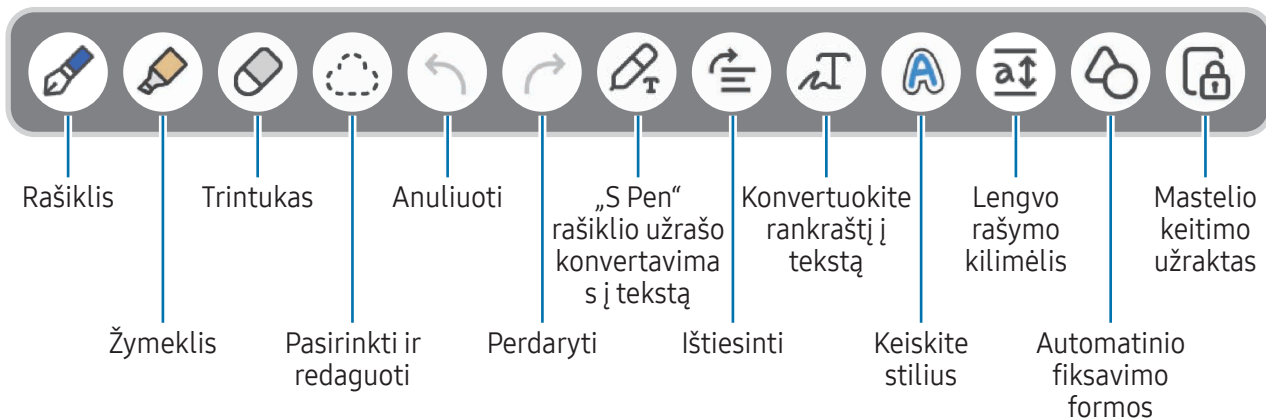 Rašiklis
Trintukas
Anuliuoti
„S Pen“
rašiklio užrašo
konvertavima
s į tekstą
Konvertuokite
rankraštį į
tekstą
Lengvo
rašymo
kilimėlis
Mastelio
keitimo
užraktas
Žymeklis
Pasirinkti ir
redaguoti
Perdaryti
Ištiesinti
Keiskite
stilius
Automatinio
fiksavimo
formos